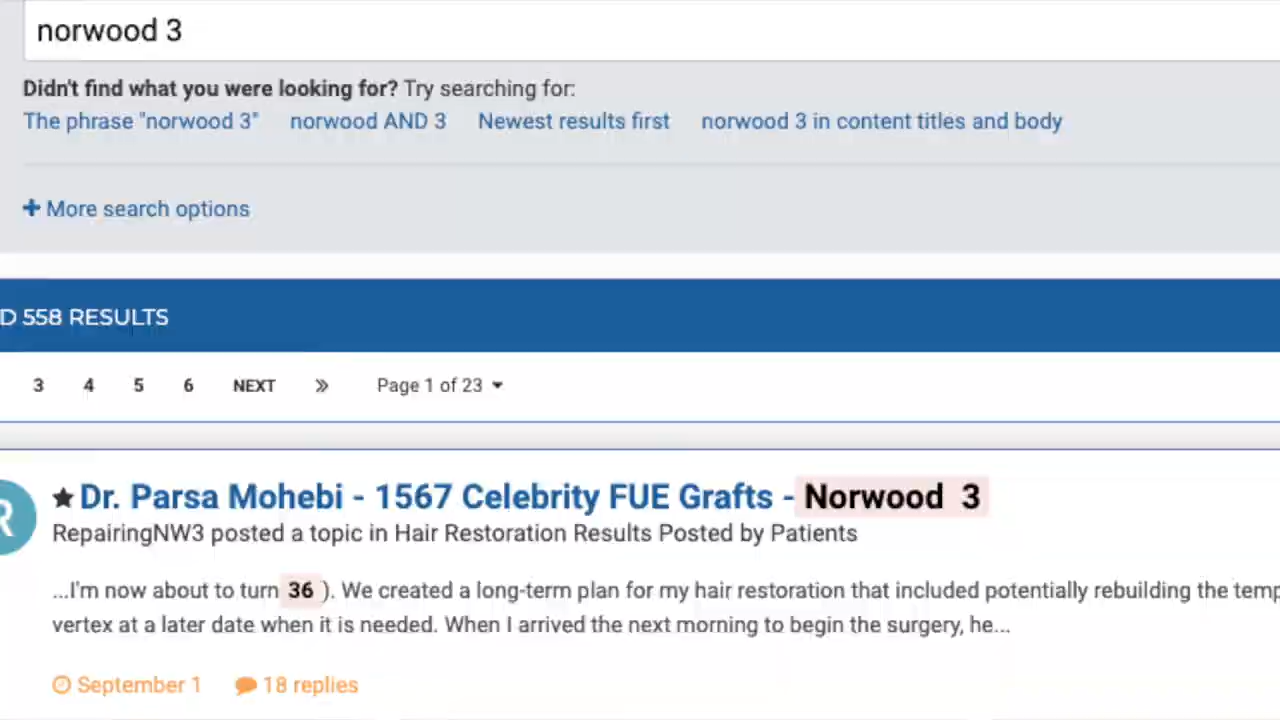 norwood 3
Didn't find what you were looking for? Try searching for:
The phrase "norwood 3" norwood AND 3 Newest results first norwood 3 in content titles and body
+ More search options
D 558 RESULTS
3 4 5 6 NEXT » Page 1 of 23
R
★ Dr. Parsa Mohebi - 1567 Celebrity FUE Grafts - Norwood 3
RepairingNW3 posted a topic in Hair Restoration Results Posted by Patients
...I'm now about to turn 36 ). We created a long-term plan for my hair restoration that included potentially rebuilding the temp
vertex at a later date when it is needed. When I arrived the next morning to begin the surgery, he...
September 1 18 replies